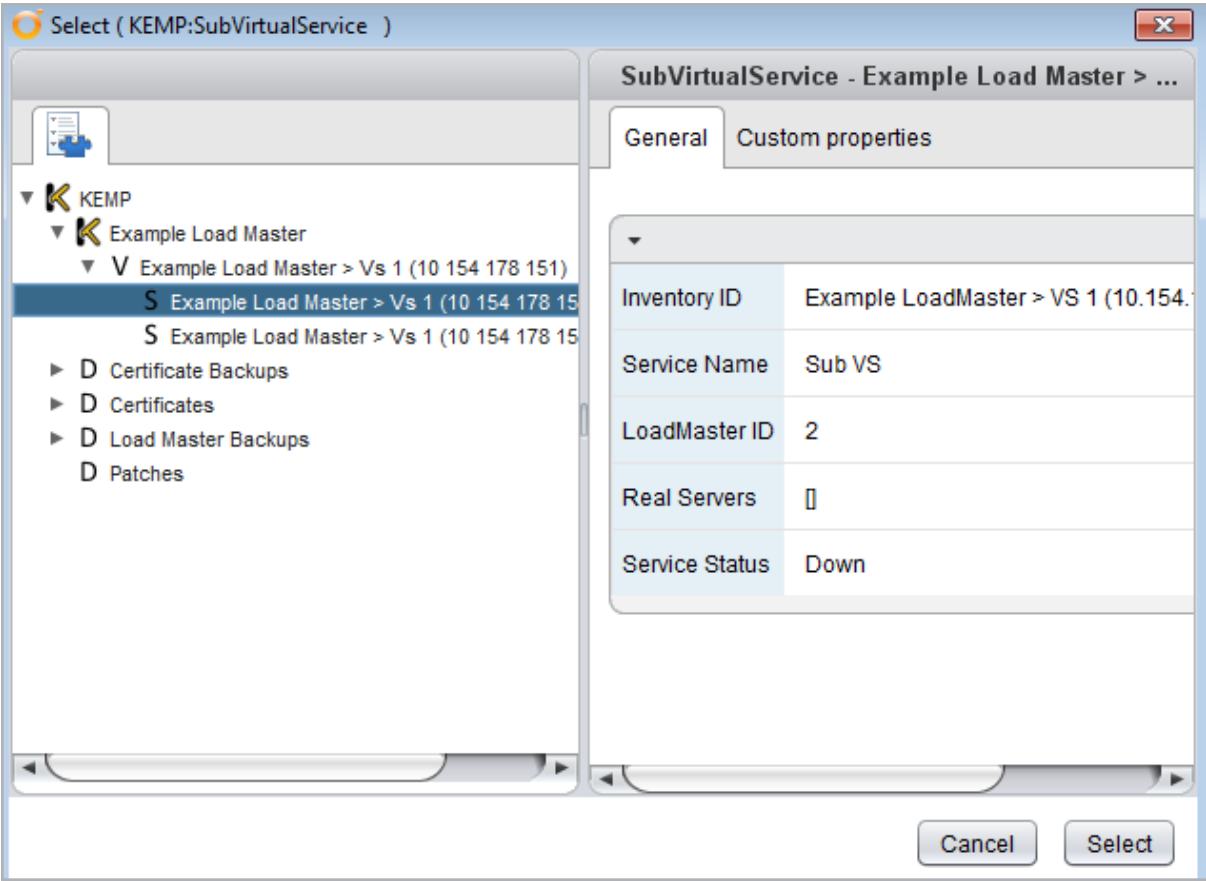 Select ( KEMP:SubVirtualService )
SubVirtualService - Example Load Master > ...
General Custom properties
KEMP
Example Load Master
V Example Load Master > Vs 1 (10 154 178 151)
S Example Load Master > Vs 1 (10 154 178 15
S Example Load Master > Vs 1 (10 154 178 15
D Certificate Backups
D Certificates
D Load Master Backups
D Patches
Inventory ID Example LoadMaster > VS 1 (10.154.
Service Name Sub VS
LoadMaster ID 2
Real Servers []
Service Status Down
Cancel Select